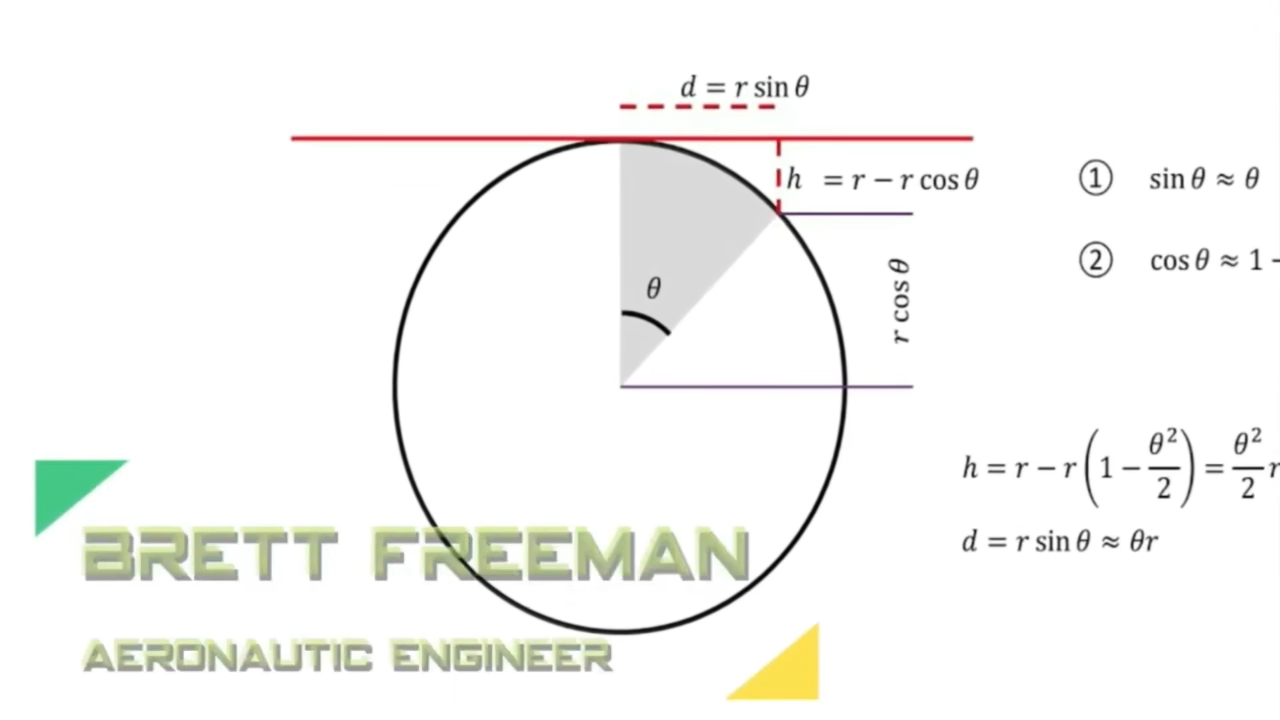 d = r sin θ
h = r − r cos θ
① sin θ ≈ θ
② cos θ ≈ 1 -
r cos θ
θ
h = r − r(1 − θ²/2) = θ²/2 r
d = r sin θ ≈ θr
BRETT FREEMAN
AERONAUTIC ENGINEER